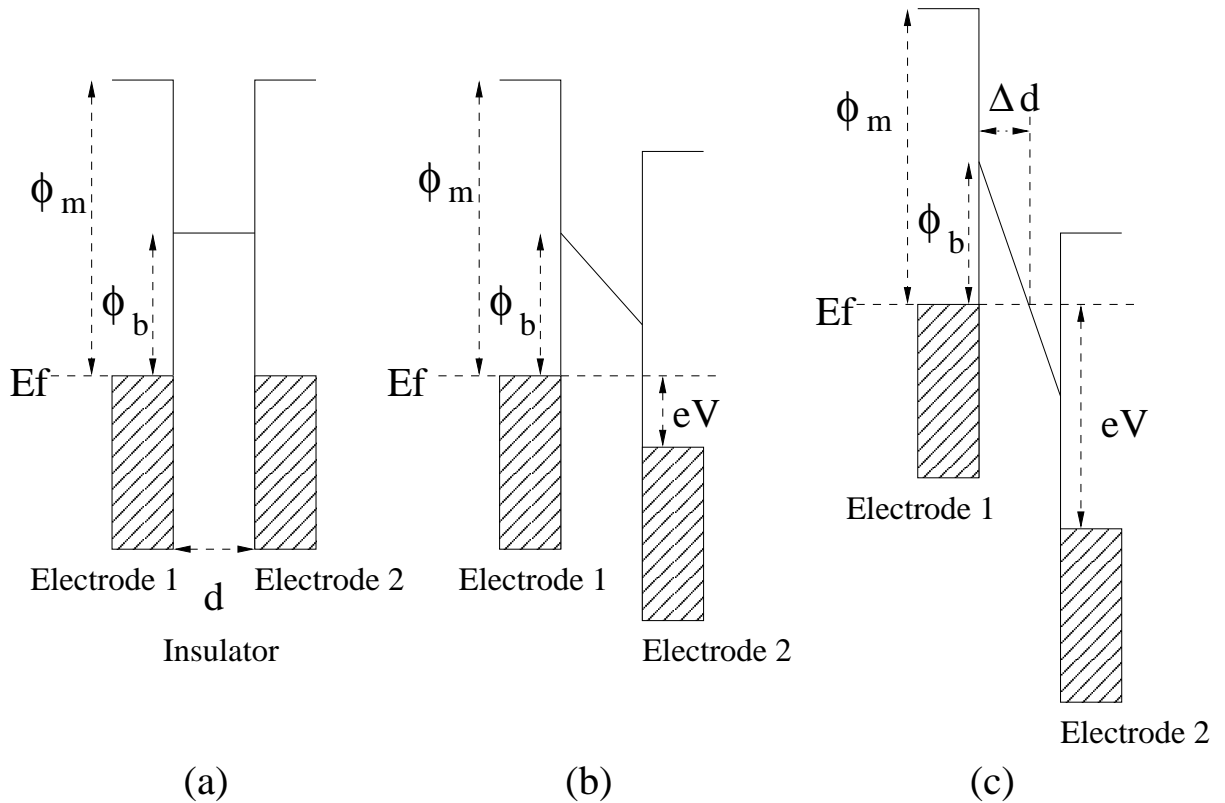 ϕ m
ϕ b
Ef
Electrode 1
Electrode 2
d
Insulator
(a)
ϕ m
ϕ b
Ef
eV
Electrode 1
Electrode 2
(b)
Δ d
ϕ m
ϕ b
Ef
eV
Electrode 1
Electrode 2
(c)